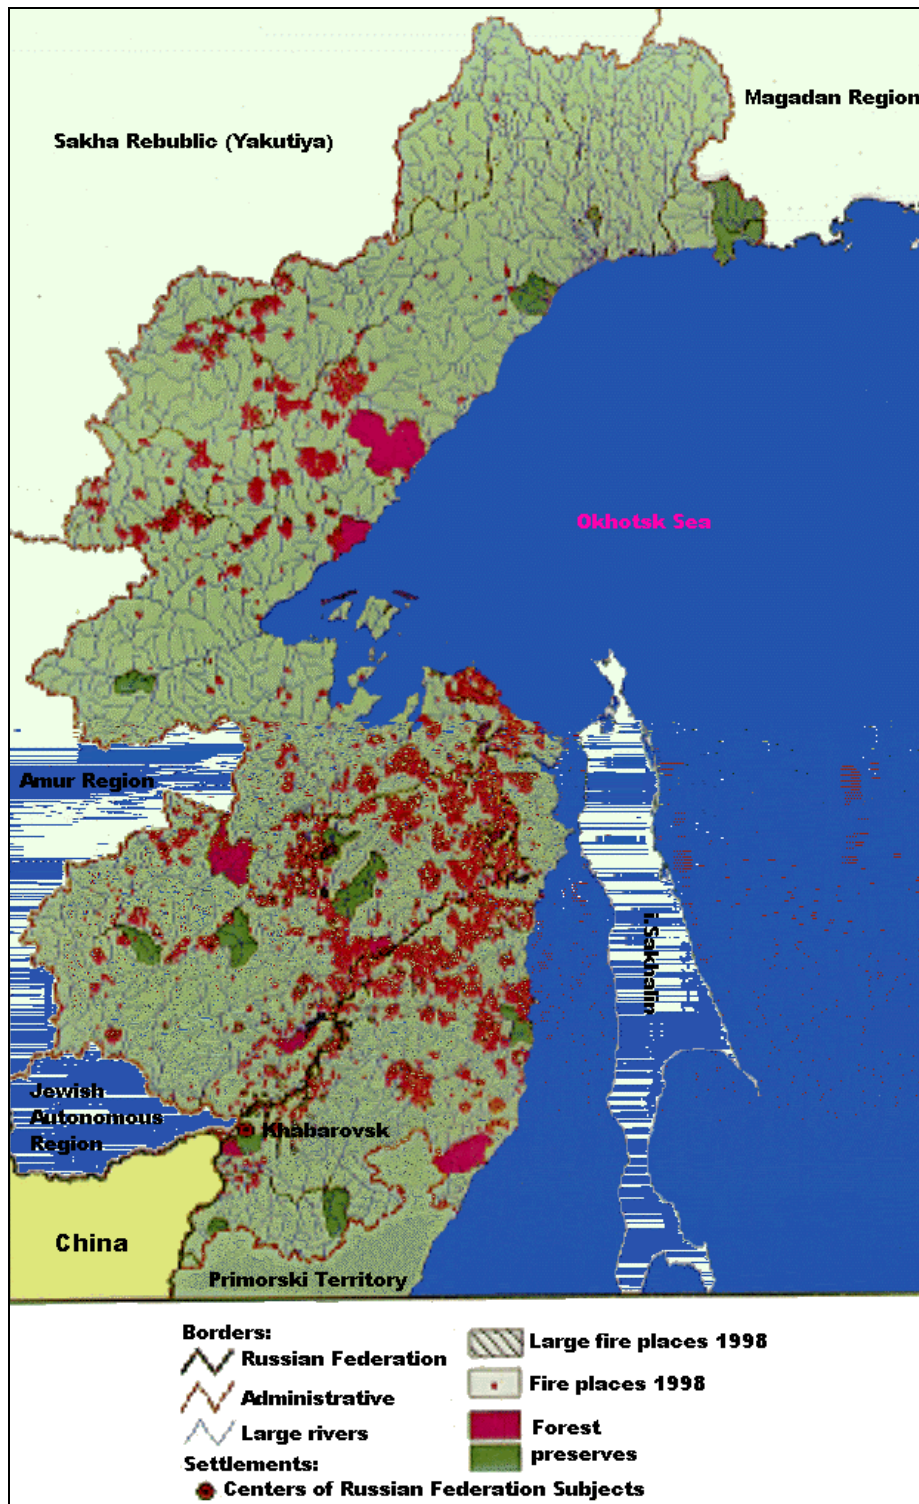 Magadan Region
Sakha Rebublic (Yakutiya)
Okhotsk Sea
Amur Region
i.Sakhalin
Jewish
Autonomous
Region
Khabarovsk
China
Primorski Territory
Borders:
Russian Federation
Administrative
Large rivers
Settlements:
Centers of Russian Federation Subjects
Large fire places 1998
Fire places 1998
Forest
preserves